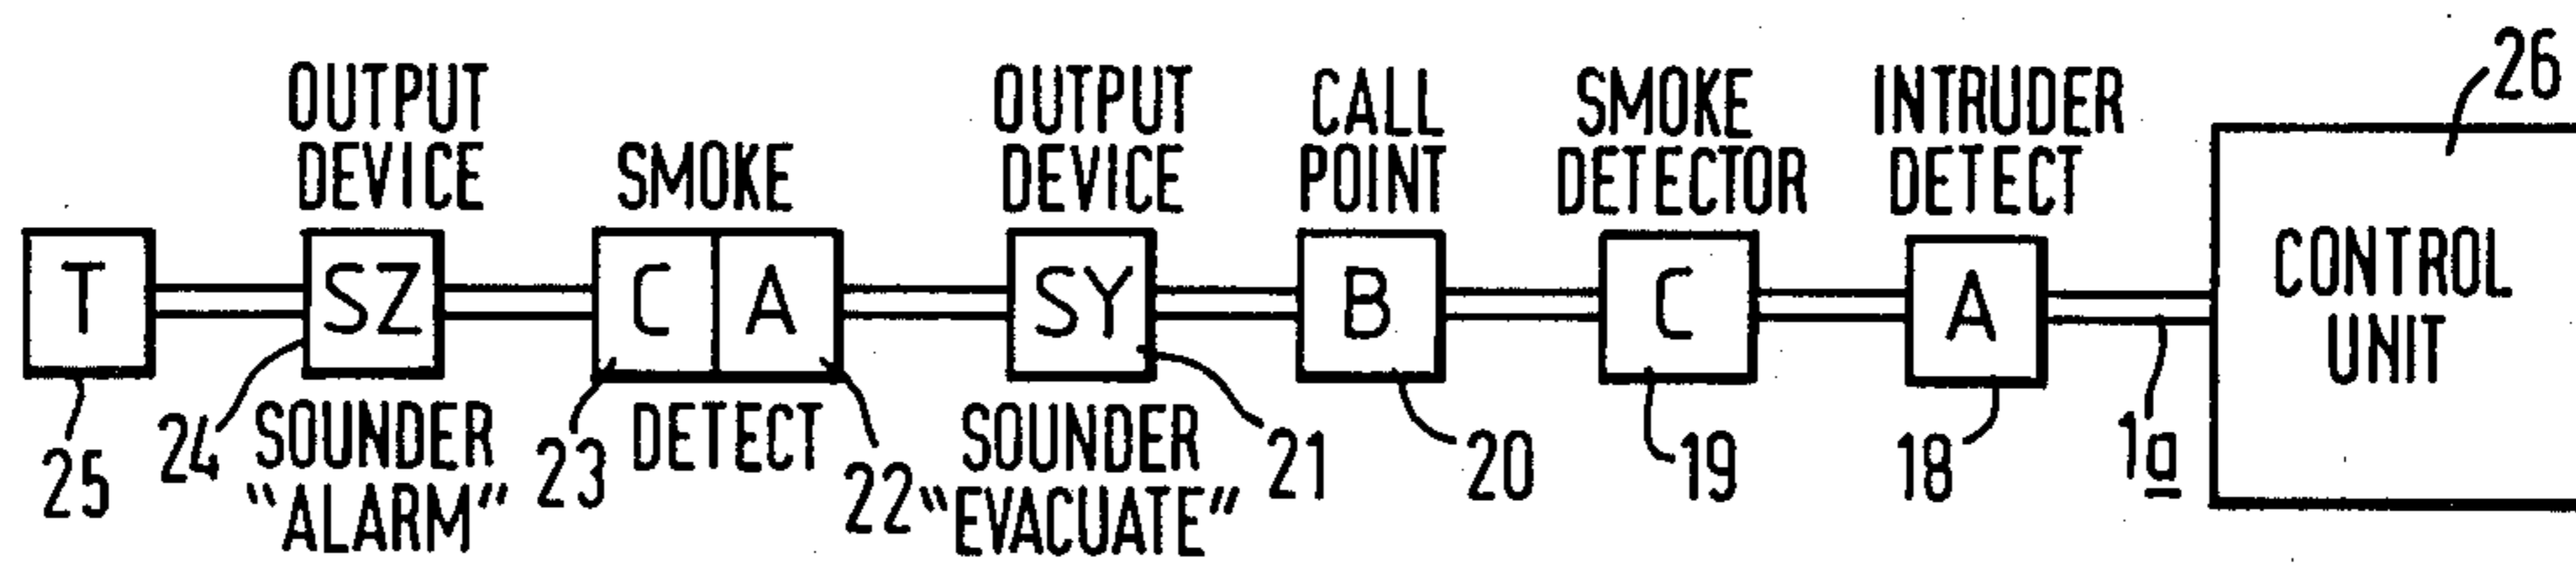 26
OUTPUT
DEVICE
SMOKE
OUTPUT
DEVICE
CALL
POINT
SMOKE
DETECTOR
INTRUDER
DETECT
T
SZ
C
A
SY
B
C
A
CONTROL
UNIT
25
24
SOUNDER
"ALARM"
23
DETECT
22
SOUNDER
"EVACUATE"
21
20
19
18
1a